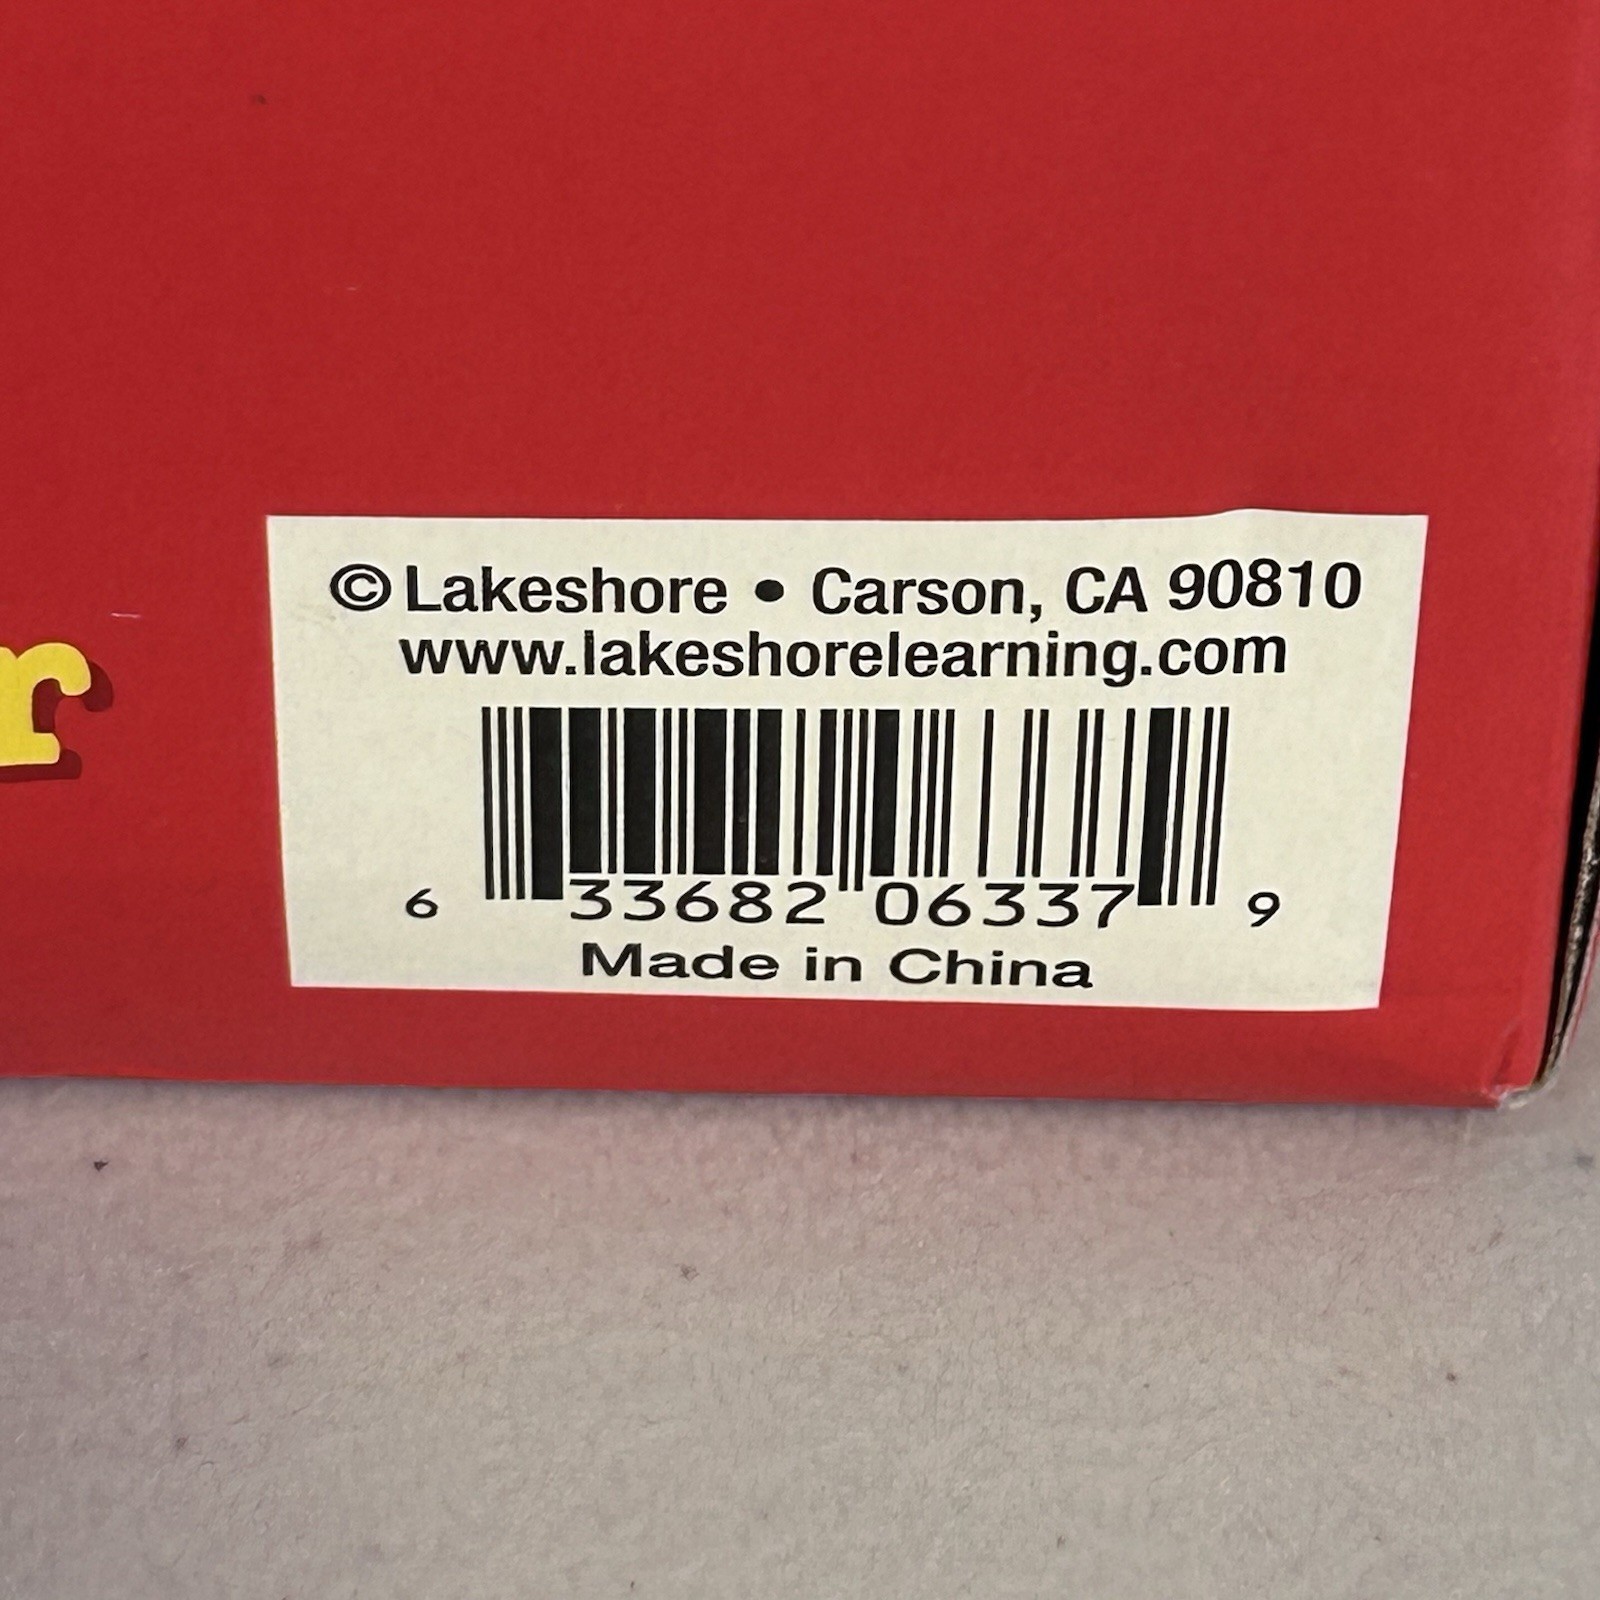 © Lakeshore • Carson, CA 90810
www.lakeshorelearning.com
r
6 33682 06337 9
Made in China